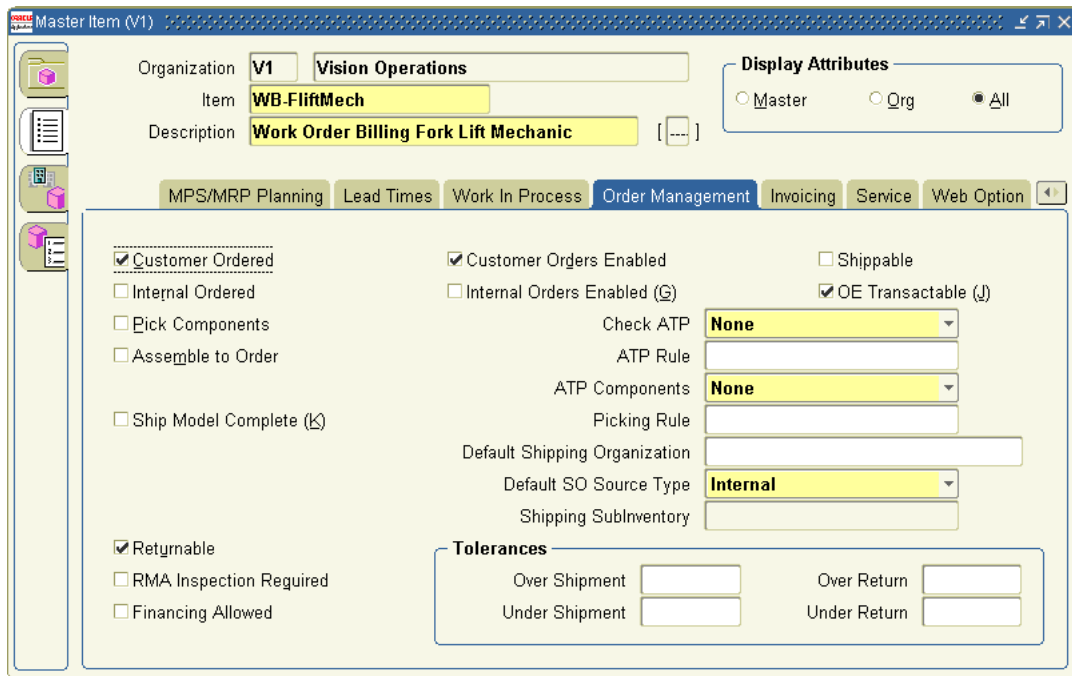 ORACLE Master Item (V1)
Organization V1 Vision Operations
Display Attributes
Item WB-FliftMech
Master Org All
Description Work Order Billing Fork Lift Mechanic [ ---- ]
MPS/MRP Planning Lead Times Work In Process Order Management Invoicing Service Web Option
Customer Ordered Customer Orders Enabled Shippable
Internal Ordered Internal Orders Enabled (G) OE Transactable (J)
Pick Components Check ATP None
Assemble to Order ATP Rule
ATP Components None
Ship Model Complete (K) Picking Rule
Default Shipping Organization
Default SO Source Type Internal
Shipping SubInventory
Returnable Tolerances
RMA Inspection Required Over Shipment Over Return
Financing Allowed Under Shipment Under Return